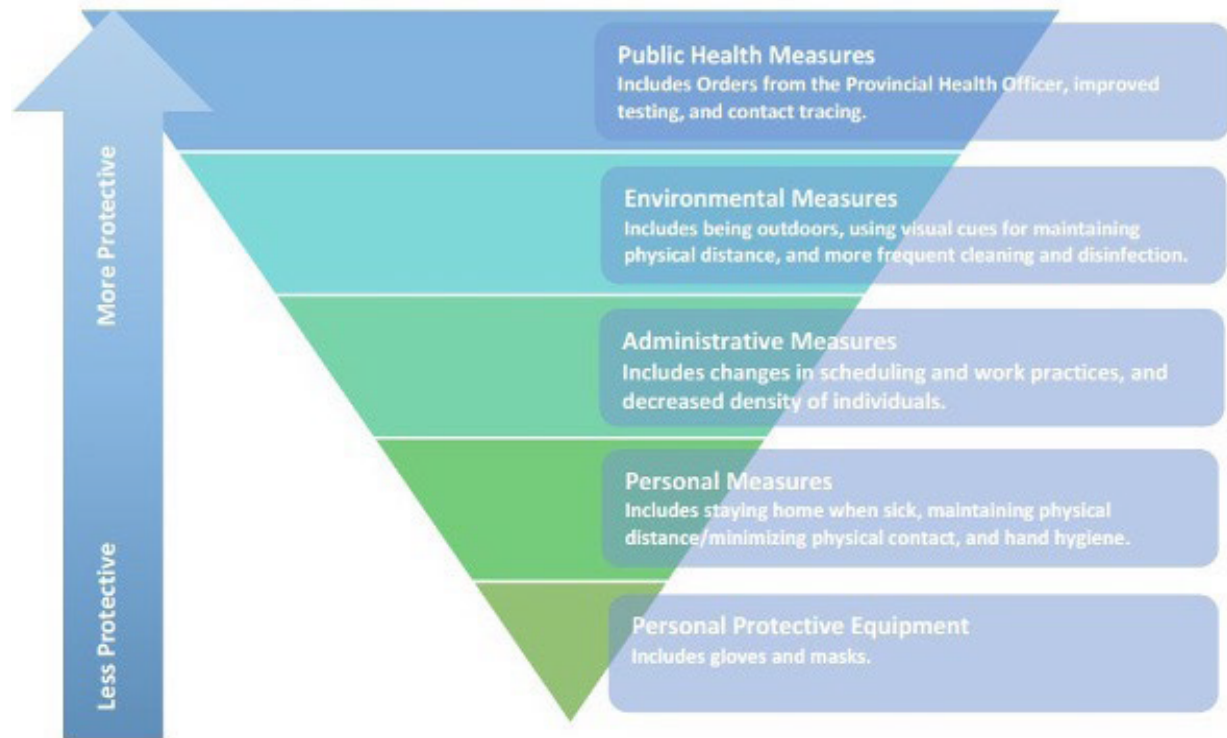 More Protective
Less Protective
Public Health Measures
Includes Orders from the Provincial Health Officer, improved
testing, and contact tracing.
Environmental Measures
Includes being outdoors, using visual cues for maintaining
physical distance, and more frequent cleaning and disinfection.
Administrative Measures
Includes changes in scheduling and work practices, and
decreased density of individuals.
Personal Measures
Includes staying home when sick, maintaining physical
distance/minimizing physical contact, and hand hygiene.
Personal Protective Equipment
Includes gloves and masks.